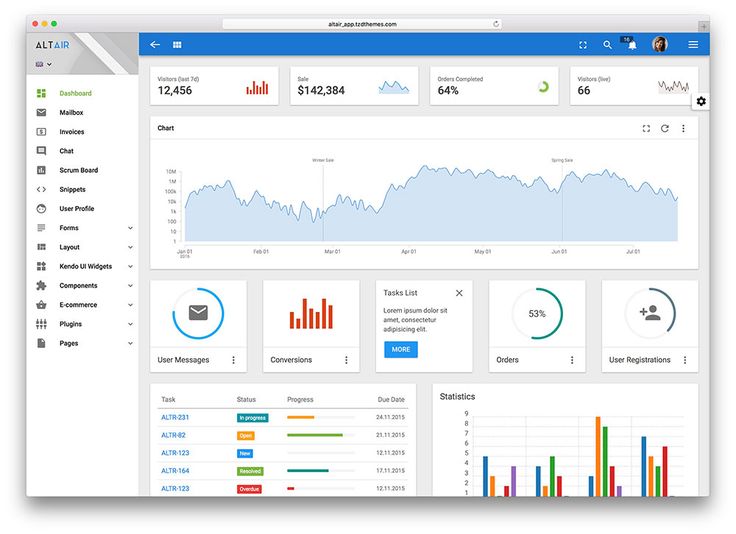 altair_app.tzdthemes.com
ALTAIR
16
Dashboard
Mailbox
Invoices
Chat
Scrum Board
Snippets
User Profile
Forms
Layout
Kendo UI Widgets
Components
E-commerce
Plugins
Pages
Visitors (last 7d)
12,456
Sale
$142,384
Orders Completed
64%
Visitors (live)
66
Chart
Winter Sale
Spring Sale
10M
1M
100k
10k
1k
100
10
1
Jan 01
2016
Feb 01
Mar 01
Apr 01
May 01
Jun 01
Jul 01
User Messages
Conversions
Tasks List
Lorem ipsum dolor sit
amet, consectetur
adipisicing elit.
MORE
53%
Orders
User Registrations
Task Status Progress Due Date
ALTR-231 In progress 24.11.2015
ALTR-82 Open 21.11.2015
ALTR-123 New 12.11.2015
ALTR-164 Resolved 17.11.2015
ALTR-123 Overdue 12.11.2015
Statistics
9
8
7
6
5
4
3
2
1